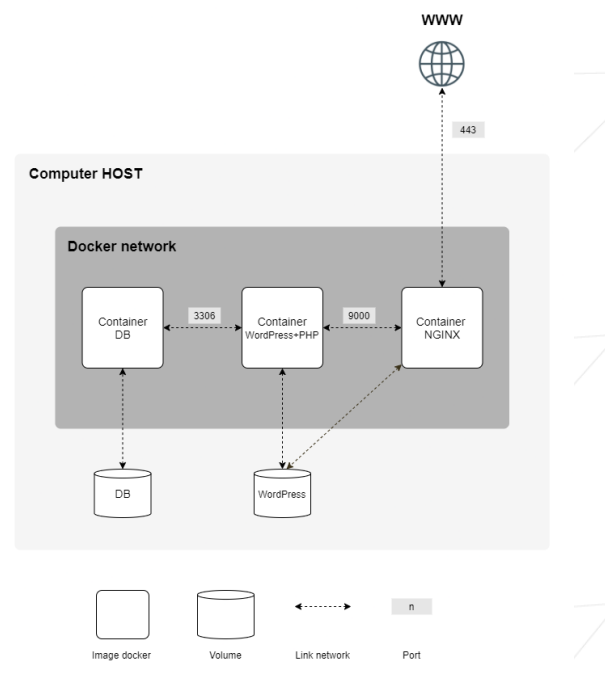 WWW
443
Computer HOST
Docker network
Container
DB
3306
Container
WordPress+PHP
9000
Container
NGINX
DB
WordPress
n
Image docker
Volume
Link network
Port